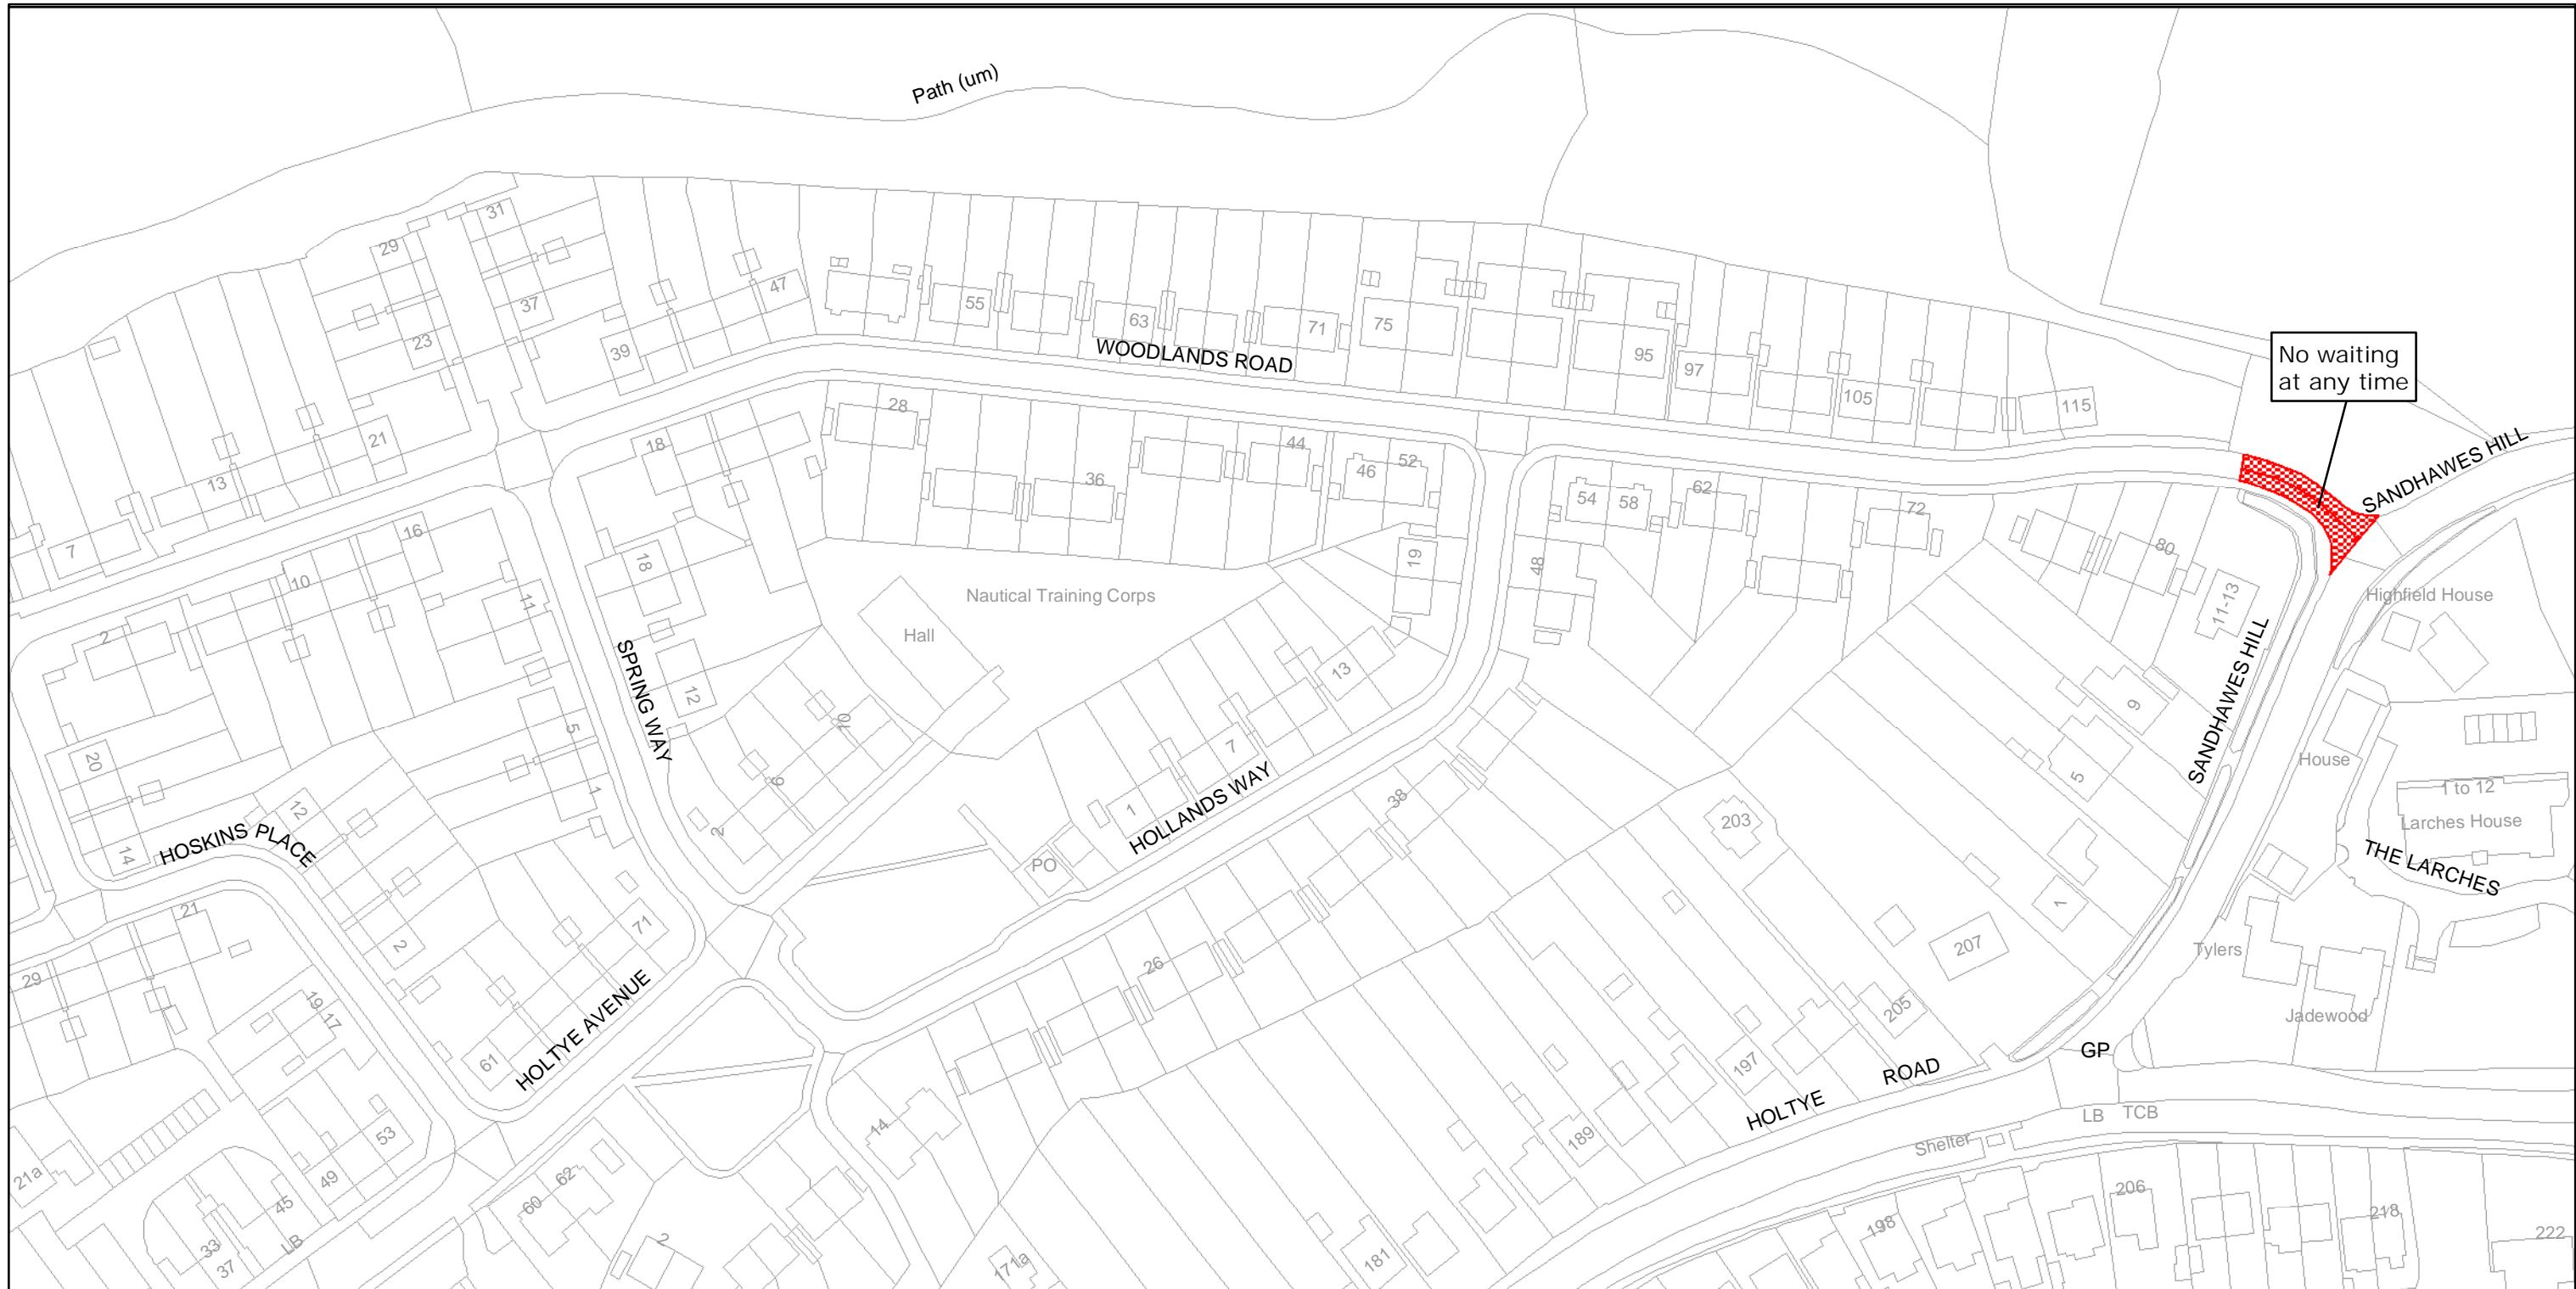 Path (um)
31
29
37
23
39
47
21
13
7
55
63
71
75
95
97
105
115
WOODLANDS ROAD
No waiting
at any time
SANDHAWES HILL
28
18
36
44
46
52
54
58
62
72
80
11-13
16
10
2
11
18
12
19
48
Nautical Training Corps
Hall
Highfield House
SPRING WAY
SANDHAWES HILL
13
7
1
9
5
1
10
6
2
5
1
20
14
12
2
HOSKINS PLACE
HOLLANDS WAY
38
203
House
1 to 12
Larches House
THE LARCHES
PO
21
29
19
17
71
61
HOLTYE AVENUE
26
207
205
197
Tylers
Jadewood
GP
HOLTYE ROAD
LB
TCB
Shelter
14
189
53
49
45
33
37
LB
21a
60
62
2
171a
181
198
206
218
222